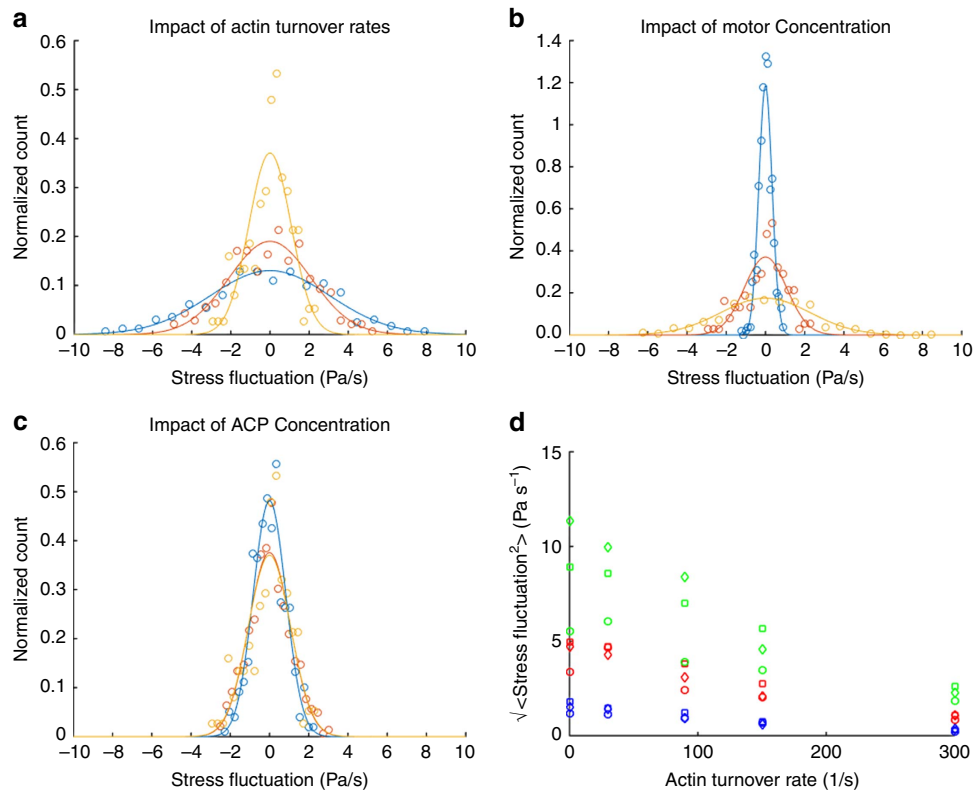 a
Impact of actin turnover rates
0.6
0.5
0.4
0.3
0.2
0.1
0
Normalized count
−10 −8 −6 −4 −2 0 2 4 6 8 10
Stress fluctuation (Pa/s)
b
Impact of motor Concentration
1.4
1.2
1
0.8
0.6
0.4
0.2
0.0
Normalized count
−10 −8 −6 −4 −2 0 2 4 6 8 10
Stress fluctuation (Pa/s)
c
Impact of ACP Concentration
0.6
0.5
0.4
0.3
0.2
0.1
0
Normalized count
−10 −8 −6 −4 −2 0 2 4 6 8 10
Stress fluctuation (Pa/s)
d
15
10
5
0
√<Stress fluctuation²> (Pa s⁻¹)
0 100 200 300
Actin turnover rate (1/s)